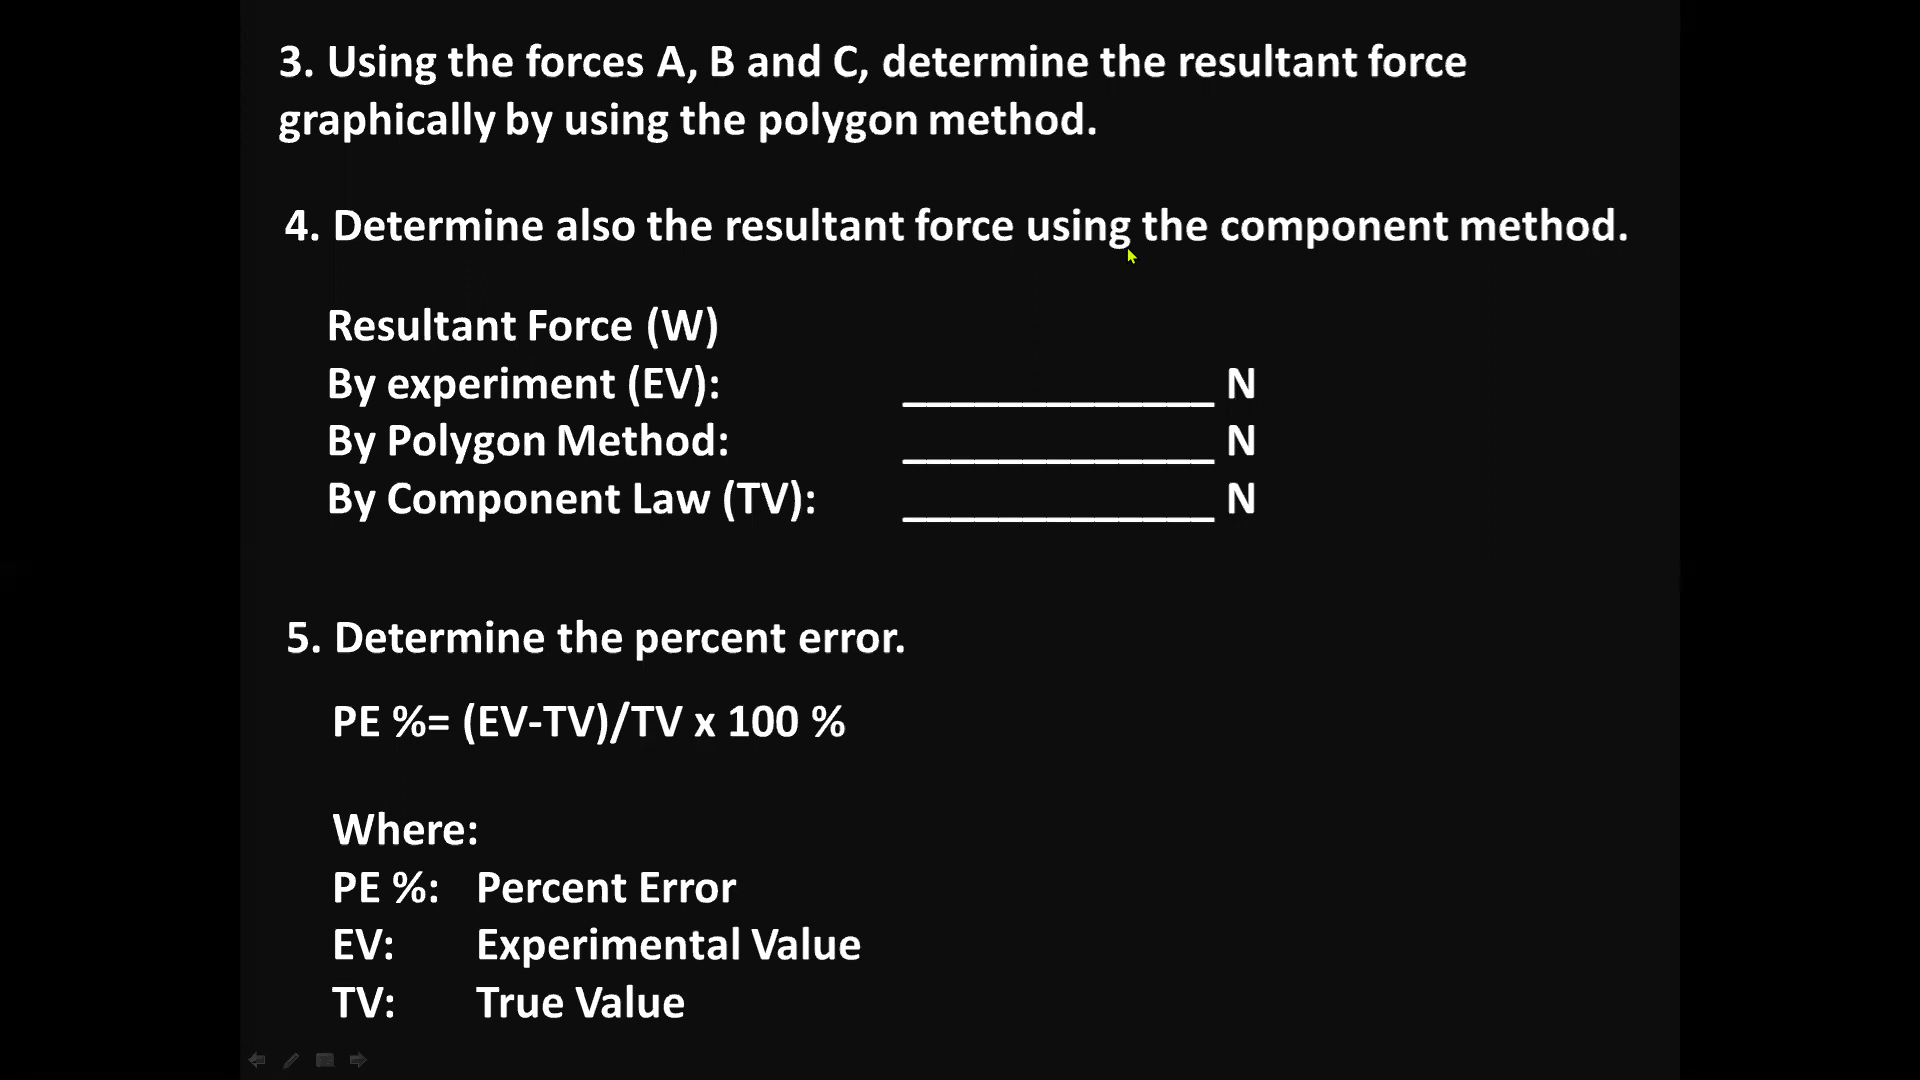 3. Using the forces A, B and C, determine the resultant force
graphically by using the polygon method.
4. Determine also the resultant force using the component method.
Resultant Force (W)
By experiment (EV): _____________ N
By Polygon Method: _____________ N
By Component Law (TV): _____________ N
5. Determine the percent error.
PE %= (EV-TV)/TV x 100 %
Where:
PE %: Percent Error
EV: Experimental Value
TV: True Value